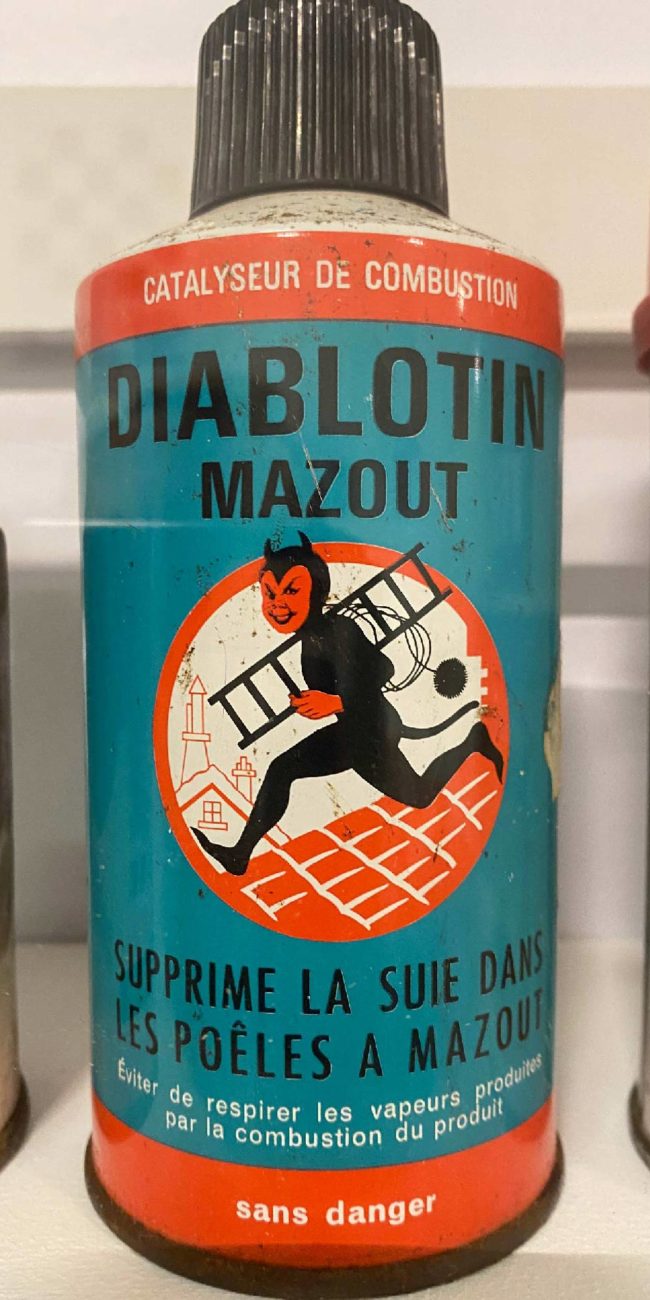 CATALYSEUR DE COMBUSTION
DIABLOTIN
MAZOUT
SUPPRIME LA SUIE DANS
LES POÊLES A MAZOUT
Éviter de respirer les vapeurs produites
par la combustion du produit
sans danger